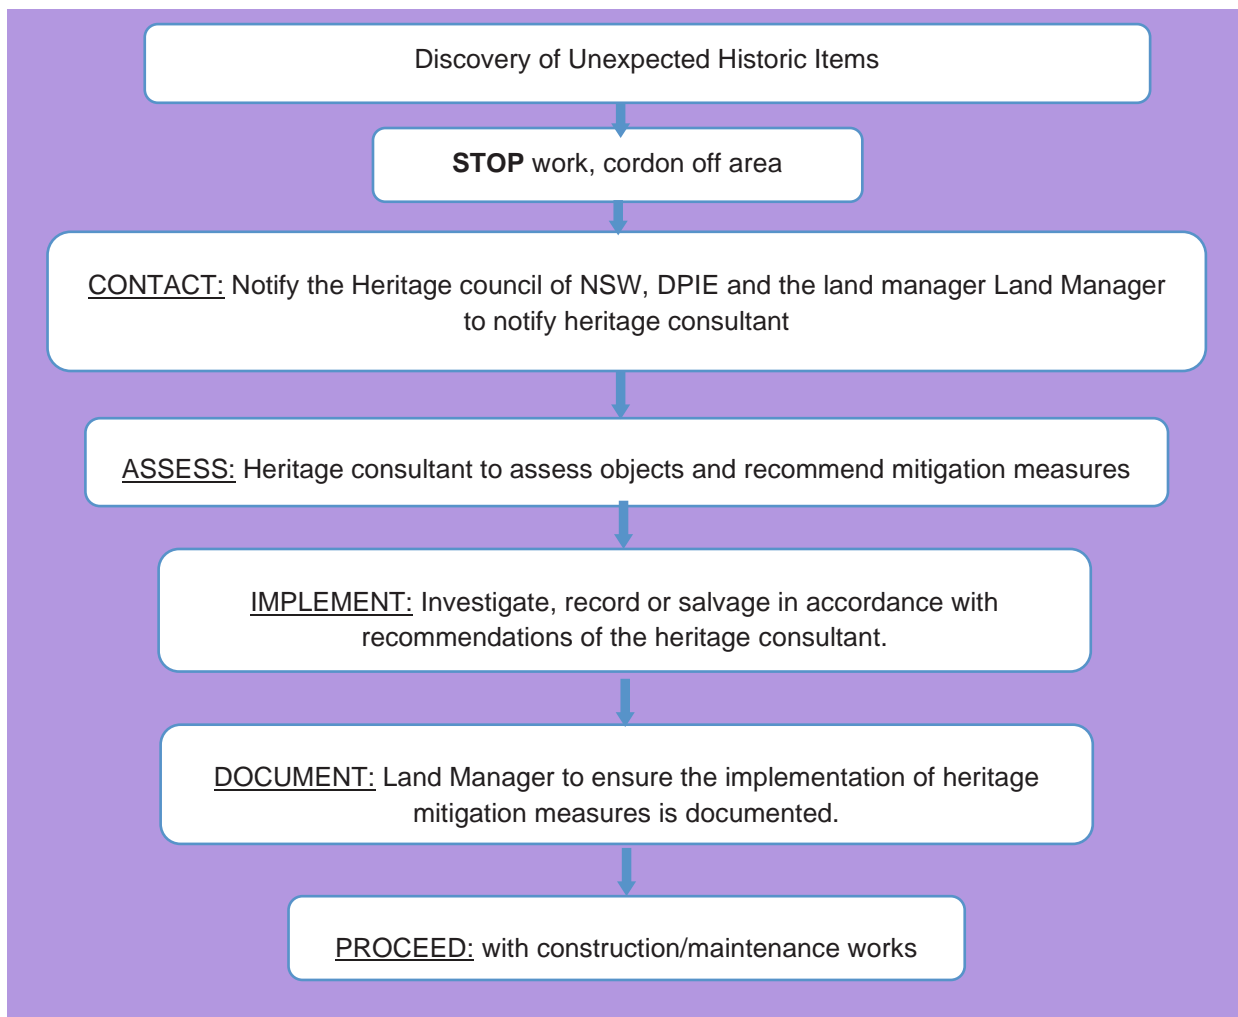 Discovery of Unexpected Historic Items
STOP work, cordon off area
CONTACT: Notify the Heritage council of NSW, DPIE and the land manager Land Manager
to notify heritage consultant
ASSESS: Heritage consultant to assess objects and recommend mitigation measures
IMPLEMENT: Investigate, record or salvage in accordance with
recommendations of the heritage consultant.
DOCUMENT: Land Manager to ensure the implementation of heritage
mitigation measures is documented.
PROCEED: with construction/maintenance works